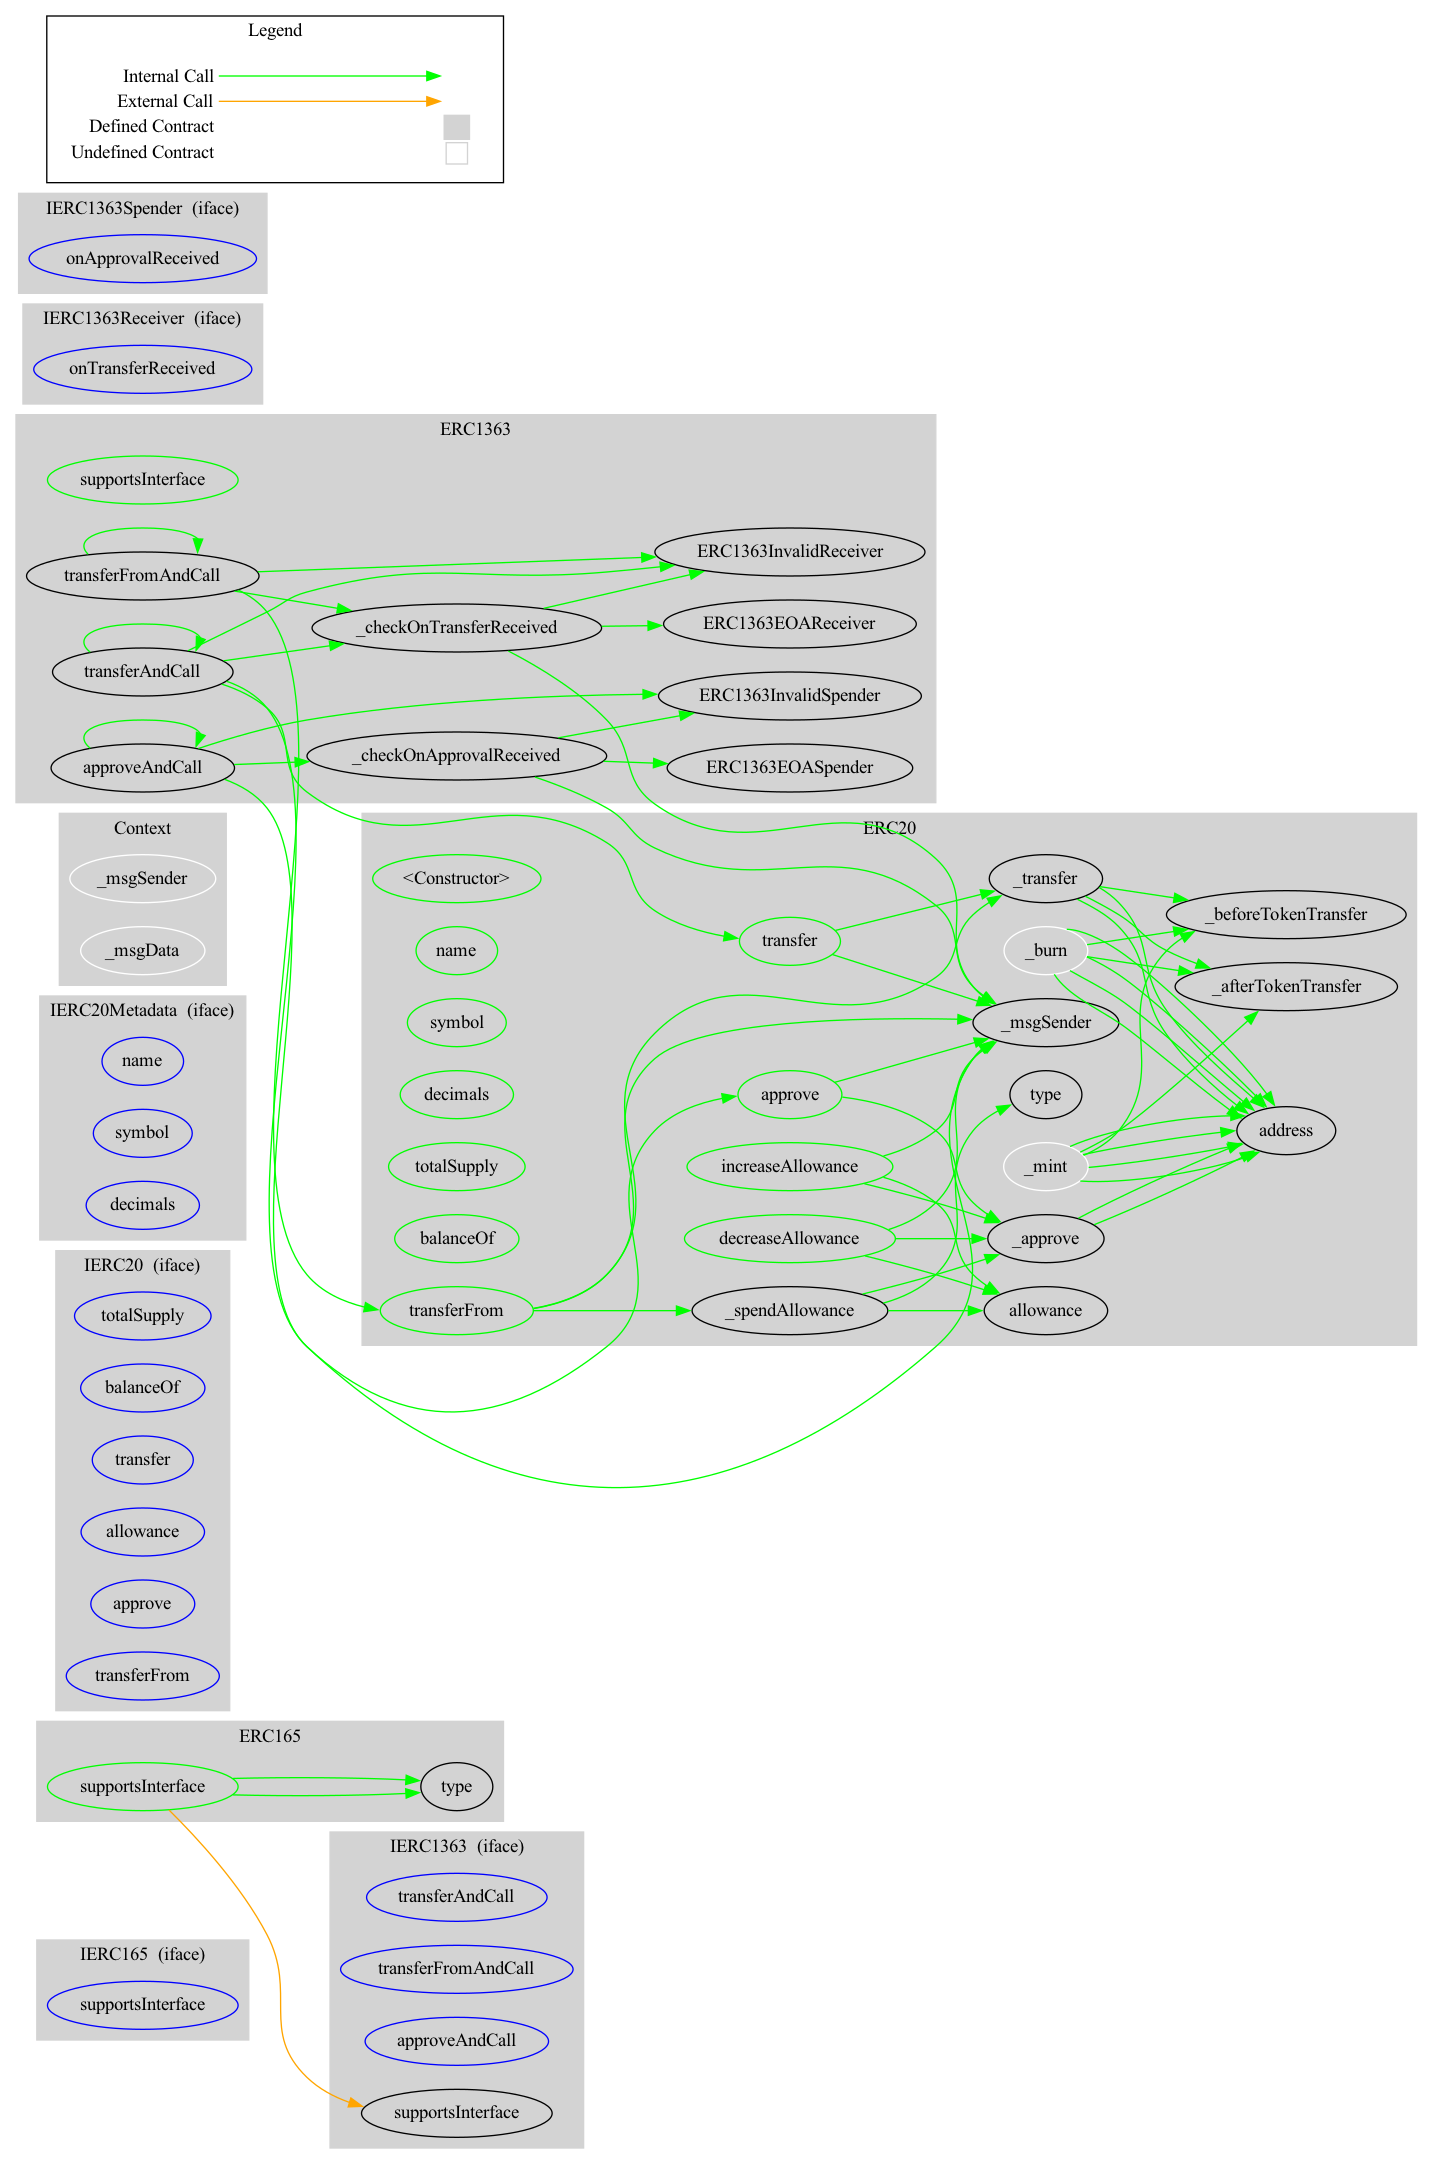 Legend
Internal Call
External Call
Defined Contract
Undefined Contract
IERC1363Spender (iface)
onApprovalReceived
IERC1363Receiver (iface)
onTransferReceived
ERC1363
supportsInterface
transferFromAndCall
transferAndCall
approveAndCall
_checkOnTransferReceived
_checkOnApprovalReceived
ERC1363InvalidReceiver
ERC1363EOAReceiver
ERC1363InvalidSpender
ERC1363EOASpender
Context
_msgSender
_msgData
ERC20
<Constructor>
name
symbol
decimals
totalSupply
balanceOf
transferFrom
transfer
approve
increaseAllowance
decreaseAllowance
_spendAllowance
_transfer
_burn
_msgSender
type
_mint
_approve
allowance
_beforeTokenTransfer
_afterTokenTransfer
address
IERC20Metadata (iface)
name
symbol
decimals
IERC20 (iface)
totalSupply
balanceOf
transfer
allowance
approve
transferFrom
ERC165
supportsInterface
type
IERC165 (iface)
supportsInterface
IERC1363 (iface)
transferAndCall
transferFromAndCall
approveAndCall
supportsInterface